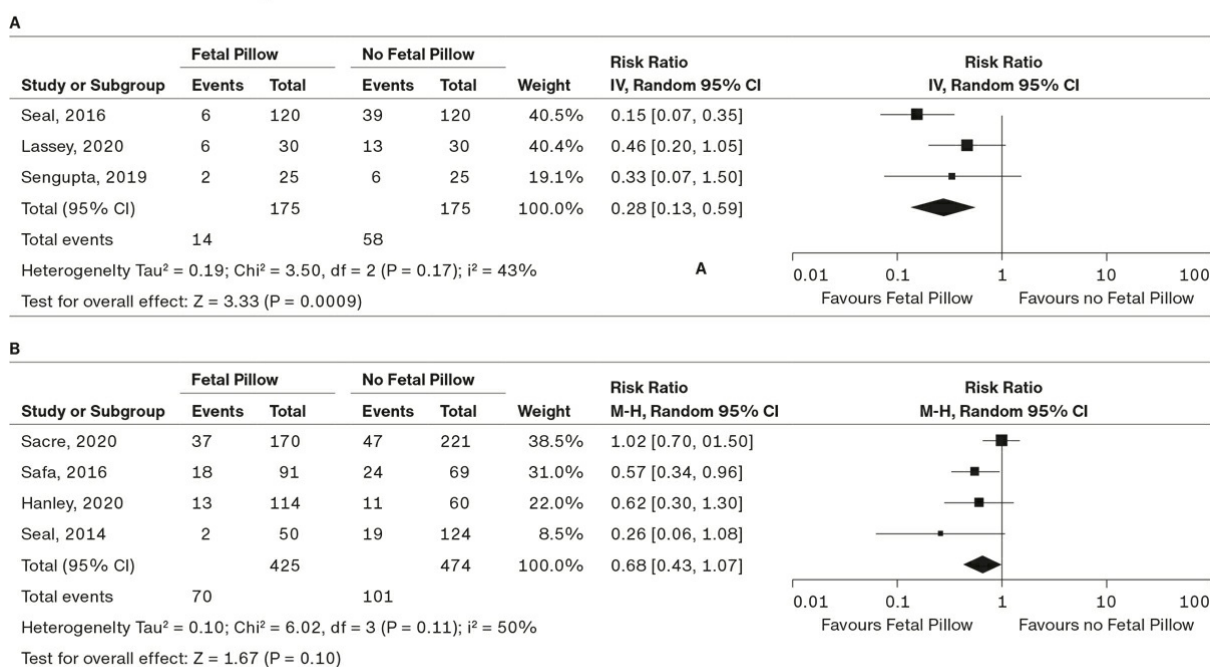 A
Fetal Pillow No Fetal Pillow Risk Ratio Risk Ratio
Study or Subgroup Events Total Events Total Weight IV, Random 95% CI IV, Random 95% CI
Seal, 2016 6 120 39 120 40.5% 0.15 [0.07, 0.35]
Lassey, 2020 6 30 13 30 40.4% 0.46 [0.20, 1.05]
Sengupta, 2019 2 25 6 25 19.1% 0.33 [0.07, 1.50]
Total (95% CI) 175 175 100.0% 0.28 [0.13, 0.59]
Total events 14 58
Heterogenelty Tau² = 0.19; Chi² = 3.50, df = 2 (P = 0.17); i² = 43% A
0.01 0.1 1 10 100
Test for overall effect: Z = 3.33 (P = 0.0009)
Favours Fetal Pillow Favours no Fetal Pillow
B
Fetal Pillow No Fetal Pillow Risk Ratio Risk Ratio
Study or Subgroup Events Total Events Total Weight M-H, Random 95% CI M-H, Random 95% CI
Sacre, 2020 37 170 47 221 38.5% 1.02 [0.70, 01.50]
Safa, 2016 18 91 24 69 31.0% 0.57 [0.34, 0.96]
Hanley, 2020 13 114 11 60 22.0% 0.62 [0.30, 1.30]
Seal, 2014 2 50 19 124 8.5% 0.26 [0.06, 1.08]
Total (95% CI) 425 474 100.0% 0.68 [0.43, 1.07]
Total events 70 101
0.01 0.1 1 10 100
Heterogenelty Tau² = 0.10; Chi² = 6.02, df = 3 (P = 0.11); i² = 50%
Favours Fetal Pillow Favours no Fetal Pillow
Test for overall effect: Z = 1.67 (P = 0.10)